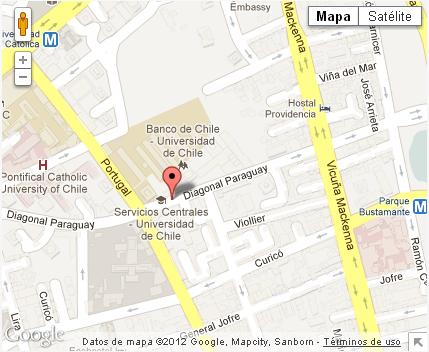 Embassy
Mapa
Satélite
Universidad
Católica
M
Mackenna
Viña del Mar
José Arrieta
Hostal
Providencia
Banco de Chile -
Universidad
de Chile
C
H
Pontifical Catholic
University of Chile
Portugal
Diagonal Paraguay
Vicuña Mackenna
Parque
Bustamante
M
Diagonal Paraguay
Servicios Centrales
- Universidad
de Chile
Viollier
Curicó
Ramón
Jofre
Curicó
Lira
General Jofre
Google
Datos de mapa ©2012 Google, Mapcity, Sanborn - Términos de uso